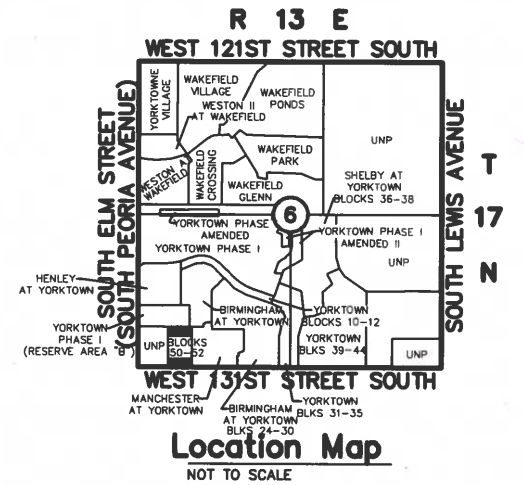 R 13 E
WEST 121ST STREET SOUTH
SOUTH ELM STREET
(SOUTH PEORIA AVENUE)
YORKTOWNE
VILLAGE
WAKEFIELD
VILLAGE
WESTON II
AT WAKEFIELD
WAKEFIELD
PONDS
UNP
WESTON AT
WAKEFIELD
WAKEFIELD
CROSSING
WAKEFIELD
PARK
WAKEFIELD
GLENN
SHELBY AT
YORKTOWN
BLOCKS 36-38
SOUTH LEWIS AVENUE
T
17
N
6
YORKTOWN PHASE I
AMENDED
YORKTOWN PHASE I
YORKTOWN PHASE I
AMENDED II
UNP
HENLEY
AT YORKTOWN
BIRMINGHAM
AT YORKTOWN
YORKTOWN
BLOCKS 10-12
YORKTOWN
PHASE I
(RESERVE AREA "B")
YORKTOWN
BLKS 39-44
UNP
BLOCKS
50-52
UNP
WEST 131ST STREET SOUTH
MANCHESTER
AT YORKTOWN
BIRMINGHAM
AT YORKTOWN
BLKS 24-30
YORKTOWN
BLKS 31-35
Location Map
NOT TO SCALE